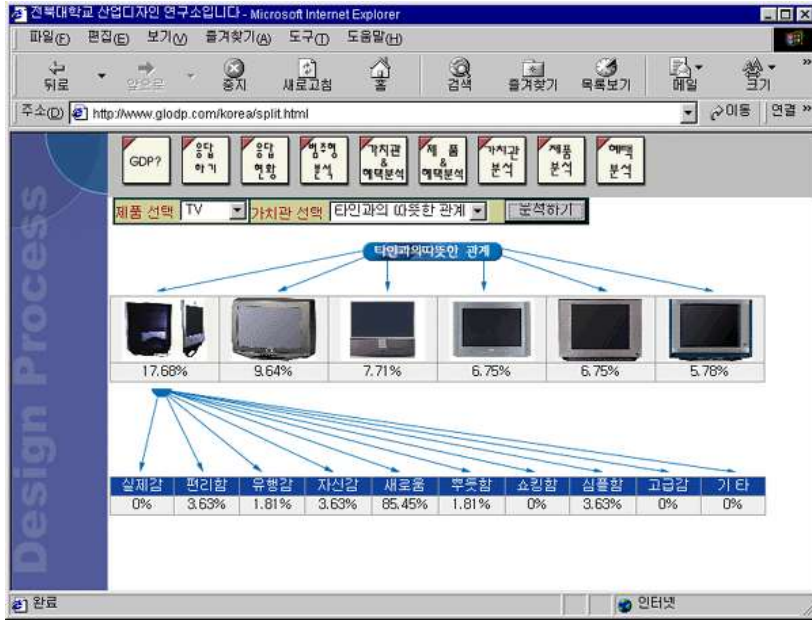 전북대학교 산업디자인 연구소입니다 - Microsoft Internet Explorer
파일(F) 편집(E) 보기(V) 즐겨찾기(A) 도구(T) 도움말(H)
뒤로 앞으로 중지 새로고침 홈 검색 즐겨찾기 목록보기 메일 크기 »
주소(D) http://www.glodp.com/korea/split.html 이동 연결 »
GDP? 응답하기 응답현황 범주형분석 가치관&혜택분석 제품&혜택분석 가치관분석 제품분석 혜택분석
제품 선택 TV 가치관 선택 타인과의 따뜻한 관계 분석하기
타인과의따뜻한 관계
17.68% 9.64% 7.71% 6.75% 6.75% 5.78%
실제감 편리함 유행감 자신감 새로움 뿌듯함 쇼킹함 심플함 고급감 기 타
0% 3.63% 1.81% 3.63% 85.45% 1.81% 0% 3.63% 0% 0%
Design Process
완료 인터넷